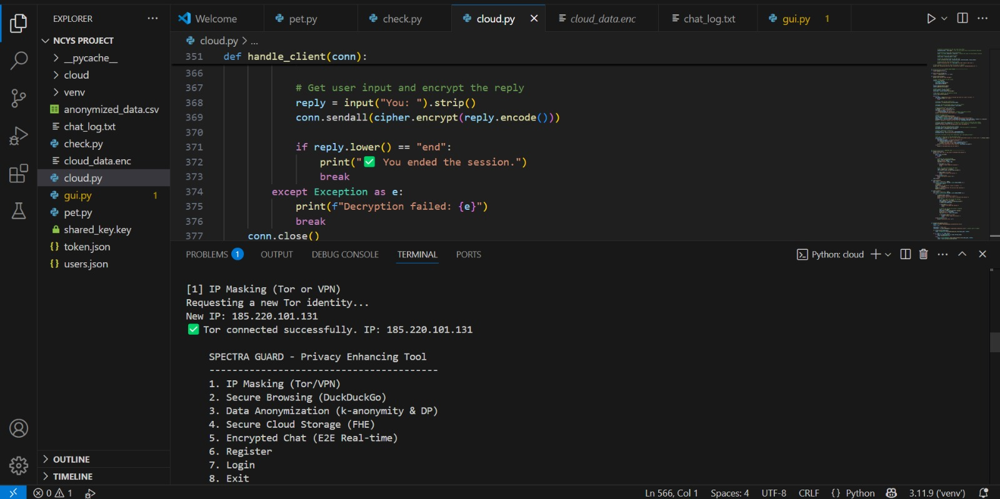 EXPLORER
NCYS PROJECT
__pycache__
cloud
venv
anonymized_data.csv
chat_log.txt
check.py
cloud_data.enc
cloud.py
gui.py 1
pet.py
shared_key.key
token.json
users.json
OUTLINE
TIMELINE
Welcome
pet.py
check.py
cloud.py
cloud_data.enc
chat_log.txt
gui.py 1
cloud.py > ...
351 def handle_client(conn):
366
367 # Get user input and encrypt the reply
368 reply = input("You: ").strip()
369 conn.sendall(cipher.encrypt(reply.encode()))
370
371 if reply.lower() == "end":
372 print("✅ You ended the session.")
373 break
374 except Exception as e:
375 print(f"Decryption failed: {e}")
376 break
377 conn.close()
PROBLEMS 1 OUTPUT DEBUG CONSOLE TERMINAL PORTS
Python: cloud
[1] IP Masking (Tor or VPN)
Requesting a new Tor identity...
New IP: 185.220.101.131
✅ Tor connected successfully. IP: 185.220.101.131
SPECTRA GUARD - Privacy Enhancing Tool
----------------------------------------
1. IP Masking (Tor/VPN)
2. Secure Browsing (DuckDuckGo)
3. Data Anonymization (k-anonymity & DP)
4. Secure Cloud Storage (FHE)
5. Encrypted Chat (E2E Real-time)
6. Register
7. Login
8. Exit
0 1
Ln 566, Col 1 Spaces: 4 UTF-8 CRLF {} Python 3.11.9 ('venv')